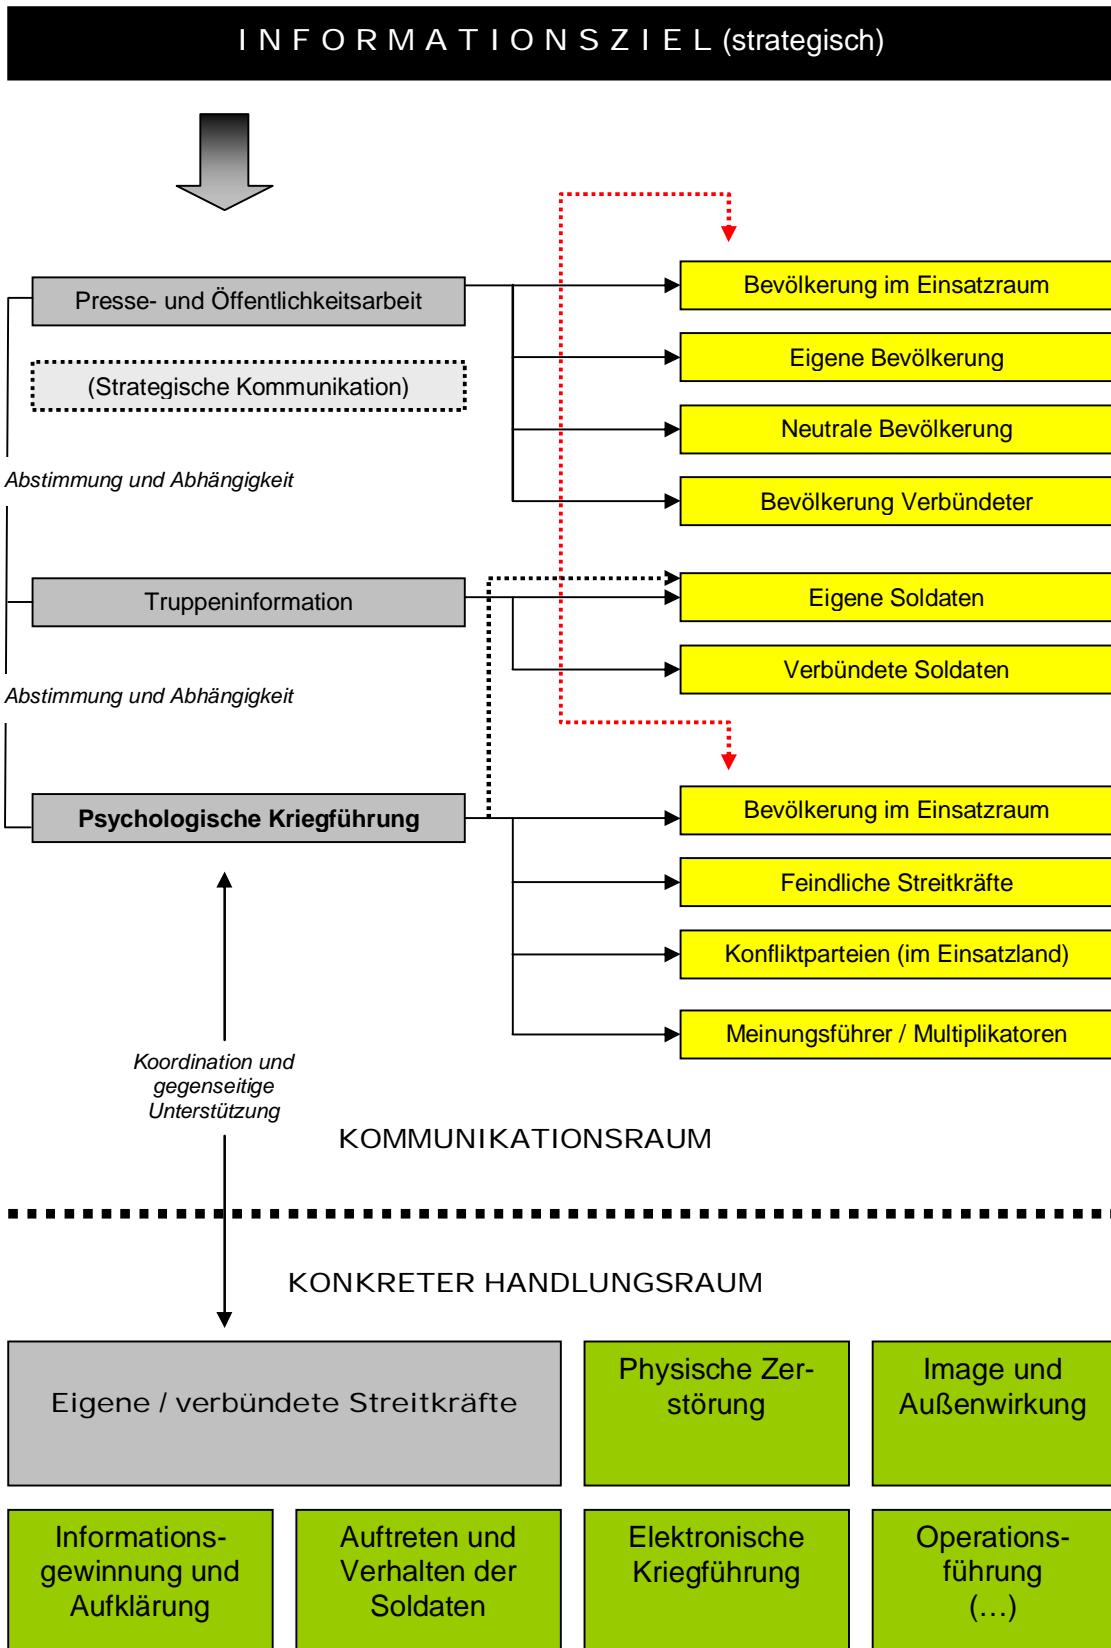 INFORMATIONSZIEL (strategisch)
Presse- und Öffentlichkeitsarbeit
(Strategische Kommunikation)
Abstimmung und Abhängigkeit
Truppeninformation
Abstimmung und Abhängigkeit
Psychologische Kriegführung
Bevölkerung im Einsatzraum
Eigene Bevölkerung
Neutrale Bevölkerung
Bevölkerung Verbündeter
Eigene Soldaten
Verbündete Soldaten
Bevölkerung im Einsatzraum
Feindliche Streitkräfte
Konfliktparteien (im Einsatzland)
Meinungsführer / Multiplikatoren
Koordination und
gegenseitige
Unterstützung
KOMMUNIKATIONSRAUM
KONKRETER HANDLUNGSRAUM
Eigene / verbündete Streitkräfte
Physische Zer-
störung
Image und
Außenwirkung
Informations-
gewinnung und
Aufklärung
Auftreten und
Verhalten der
Soldaten
Elektronische
Kriegführung
Operations-
führung
(…)